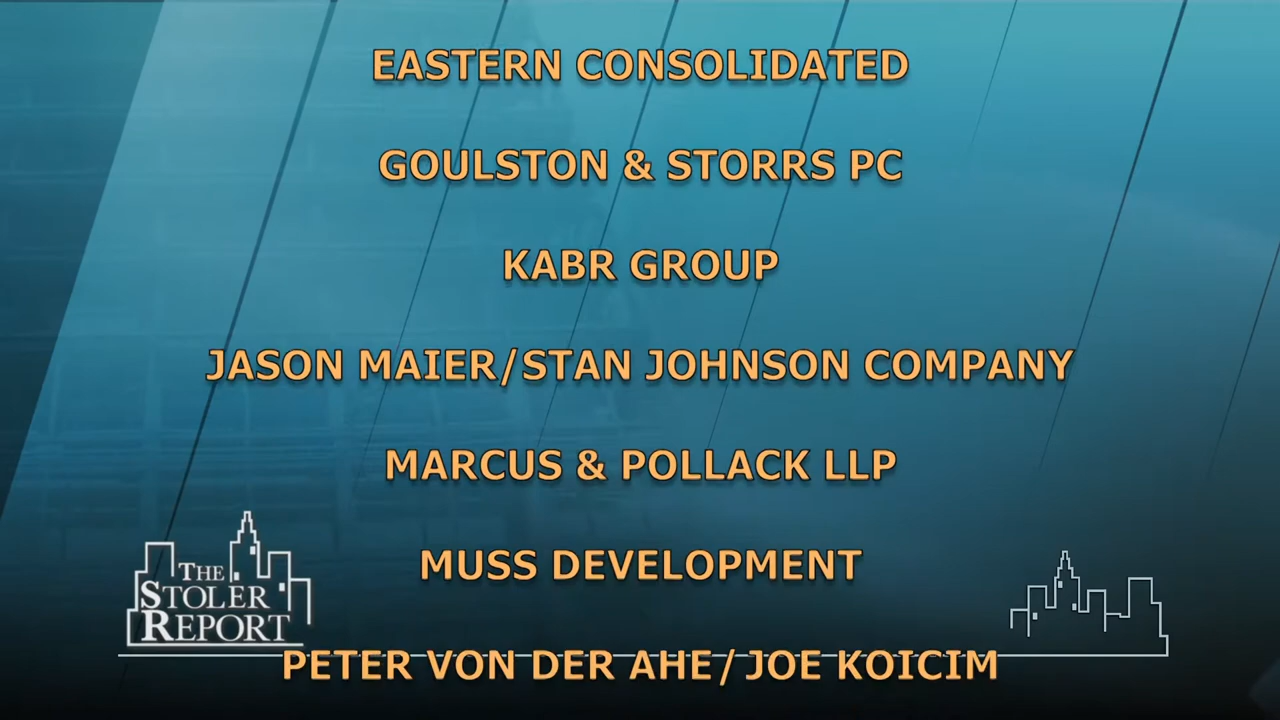 EASTERN CONSOLIDATED
GOULSTON & STORRS PC
KABR GROUP
JASON MAIER/STAN JOHNSON COMPANY
MARCUS & POLLACK LLP
MUSS DEVELOPMENT
THE
STOLER
REPORT
PETER VON DER AHE/JOE KOICIM